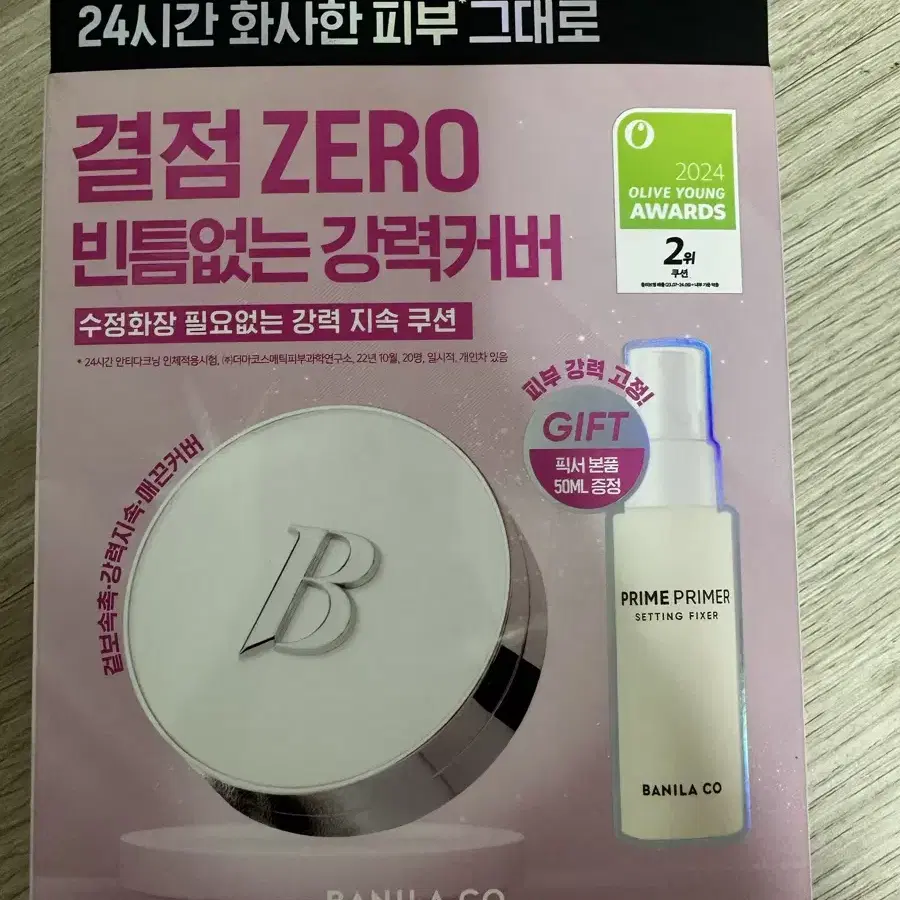 24시간 화사한 피부* 그대로
결점 ZERO
빈틈없는 강력커버
수정화장 필요없는 강력 지속 쿠션
* 24시간 안티다크닝 인체적용시험, ㈜더마코스메틱피부과학연구소, 22년 10월, 20명, 일시적, 개인차 있음
2024
OLIVE YOUNG
AWARDS
2위
쿠션
피부 강력 고정!
GIFT
픽서 본품
50ML 증정
겉보속촉·강력지속·매끈커버
B
PRIME PRIMER
SETTING FIXER
BANILA CO
BANILA CO